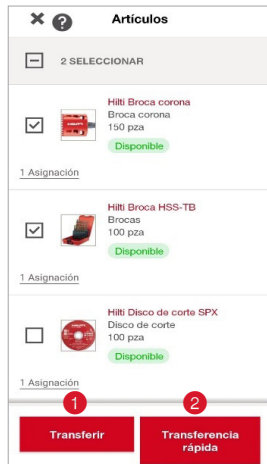 Artículos
2 SELECCIONAR
Hilti Broca corona
Broca corona
150 pza
Disponible
1 Asignación
Hilti Broca HSS-TB
Brocas
100 pza
Disponible
1 Asignación
Hilti Disco de corte SPX
Disco de corte
100 pza
Disponible
1 Asignación
1
2
Transferir
Transferencia
rápida